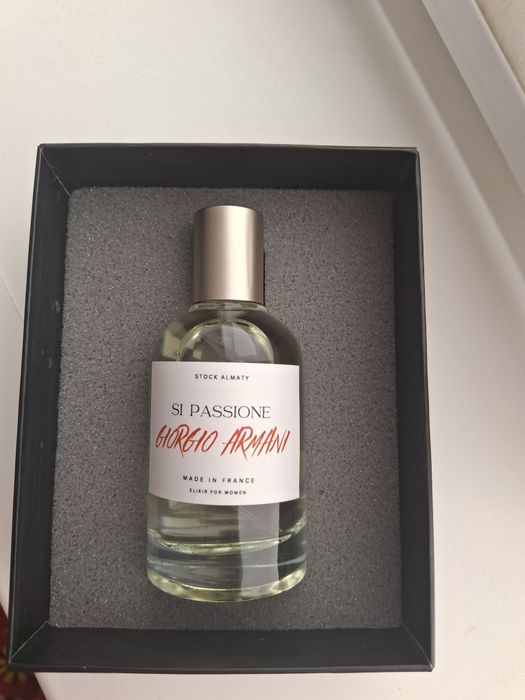 STOCK ALMATY
SI PASSIONE
GIORGIO ARMANI
MADE IN FRANCE
ELIXIR FOR WOMEN